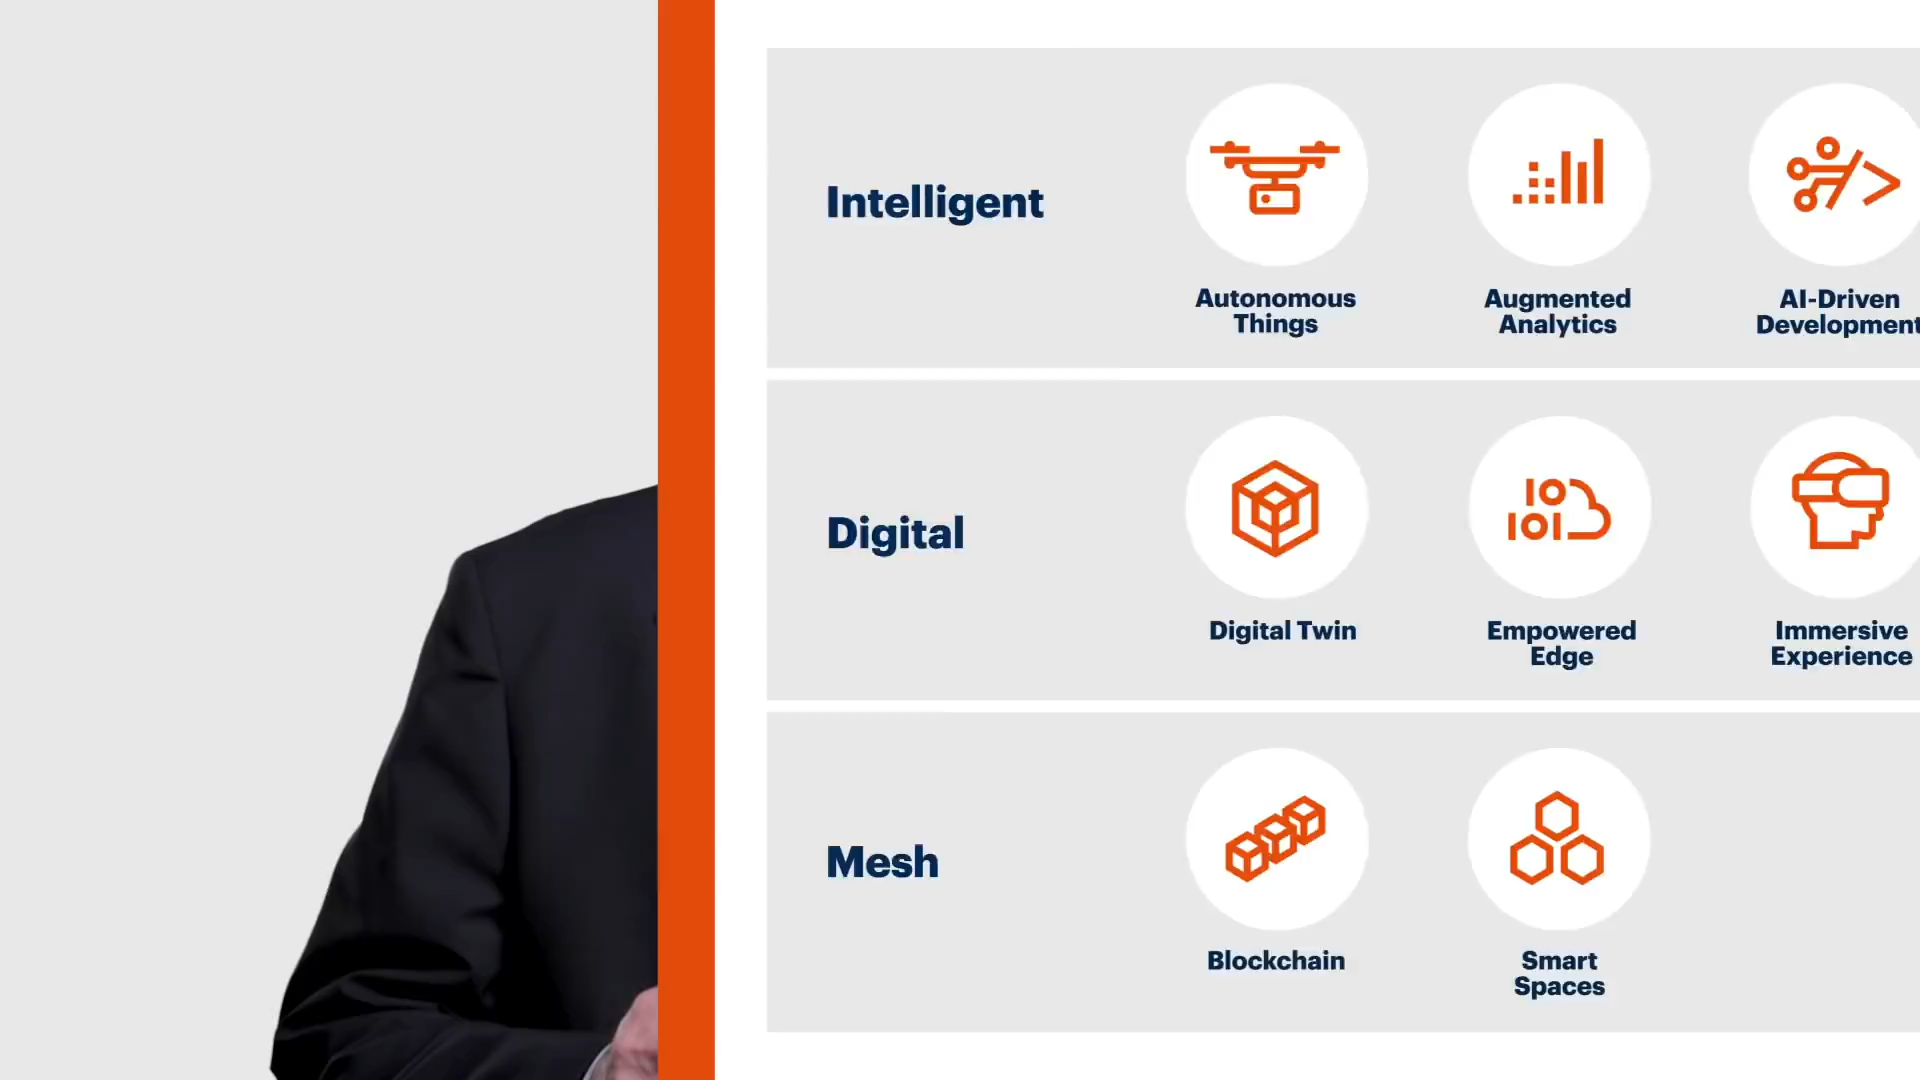 Intelligent
Autonomous
Things
Augmented
Analytics
AI-Driven
Development
Digital
Digital Twin
Empowered
Edge
Immersive
Experience
Mesh
Blockchain
Smart
Spaces